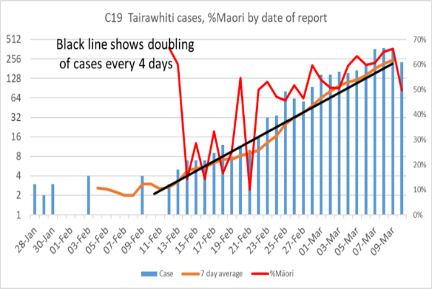 C19 Tairawhiti cases, %Maori by date of report
Black line shows doubling
of cases every 4 days
512
256
128
64
32
16
8
4
2
1
70%
60%
50%
40%
30%
20%
10%
0%
28-Jan
30-Jan
01-Feb
03-Feb
05-Feb
07-Feb
09-Feb
11-Feb
13-Feb
15-Feb
17-Feb
19-Feb
21-Feb
23-Feb
25-Feb
27-Feb
01-Mar
03-Mar
05-Mar
07-Mar
09-Mar
Case
7 day average
%Māori